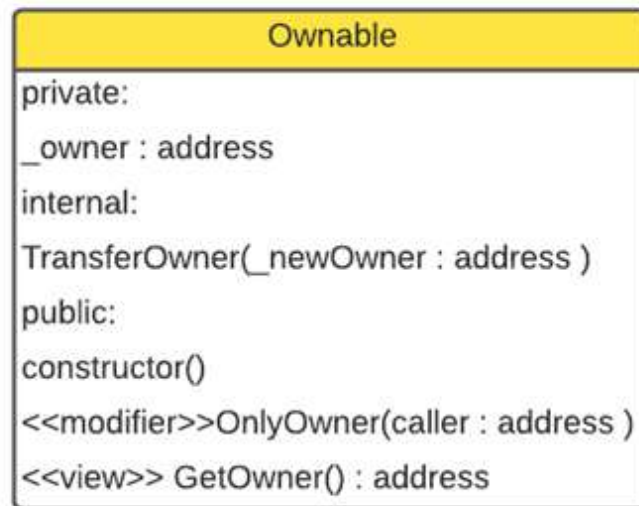 Ownable
private:
_owner : address
internal:
TransferOwner(_newOwner : address )
public:
constructor()
<<modifier>>OnlyOwner(caller : address )
<<view>> GetOwner() : address